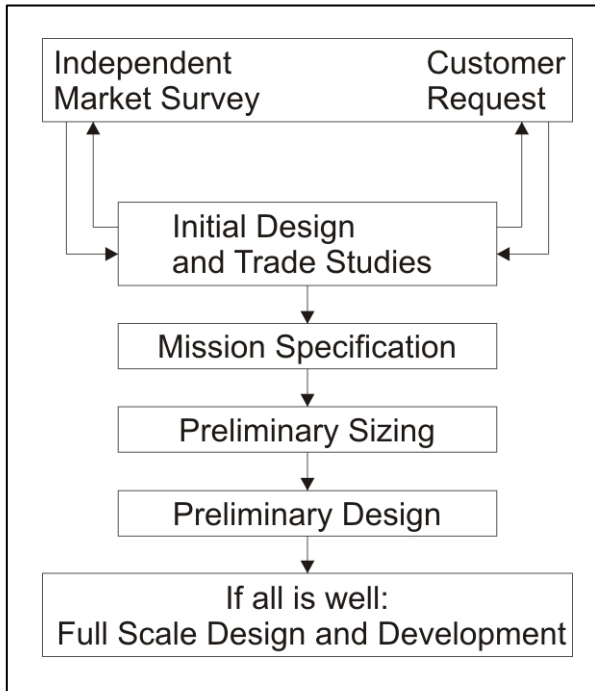 Independent
Market Survey
Customer
Request
Initial Design
and Trade Studies
Mission Specification
Preliminary Sizing
Preliminary Design
If all is well:
Full Scale Design and Development